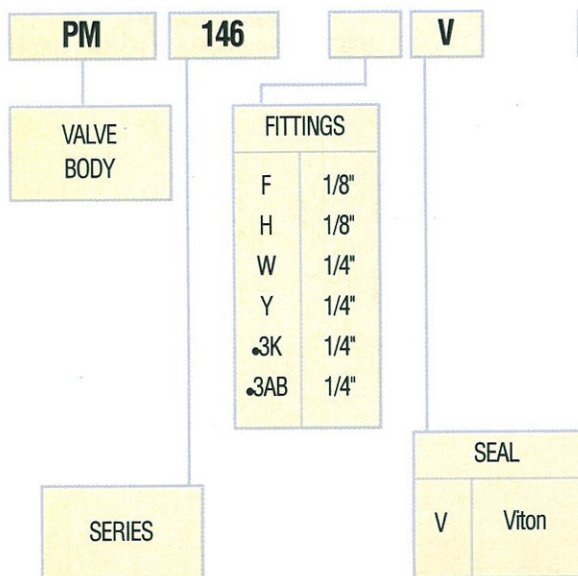 PM 146 V
VALVE
BODY
FITTINGS
F 1/8"
H 1/8"
W 1/4"
Y 1/4"
•3K 1/4"
•3AB 1/4"
SERIES
SEAL
V Viton